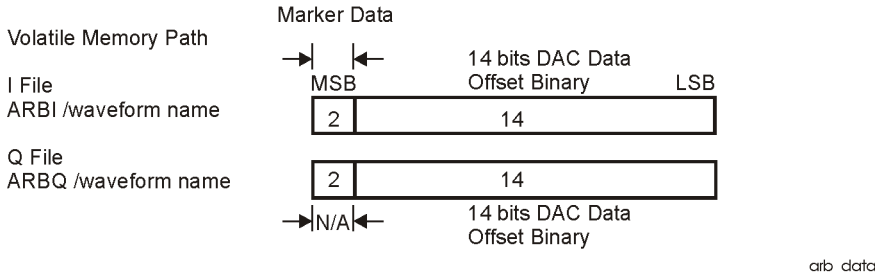 Marker Data
Volatile Memory Path
14 bits DAC Data
I File
MSB
Offset Binary
LSB
ARBI /waveform name
2
14
Q File
ARBQ /waveform name
2
14
N/A
14 bits DAC Data
Offset Binary
arb data